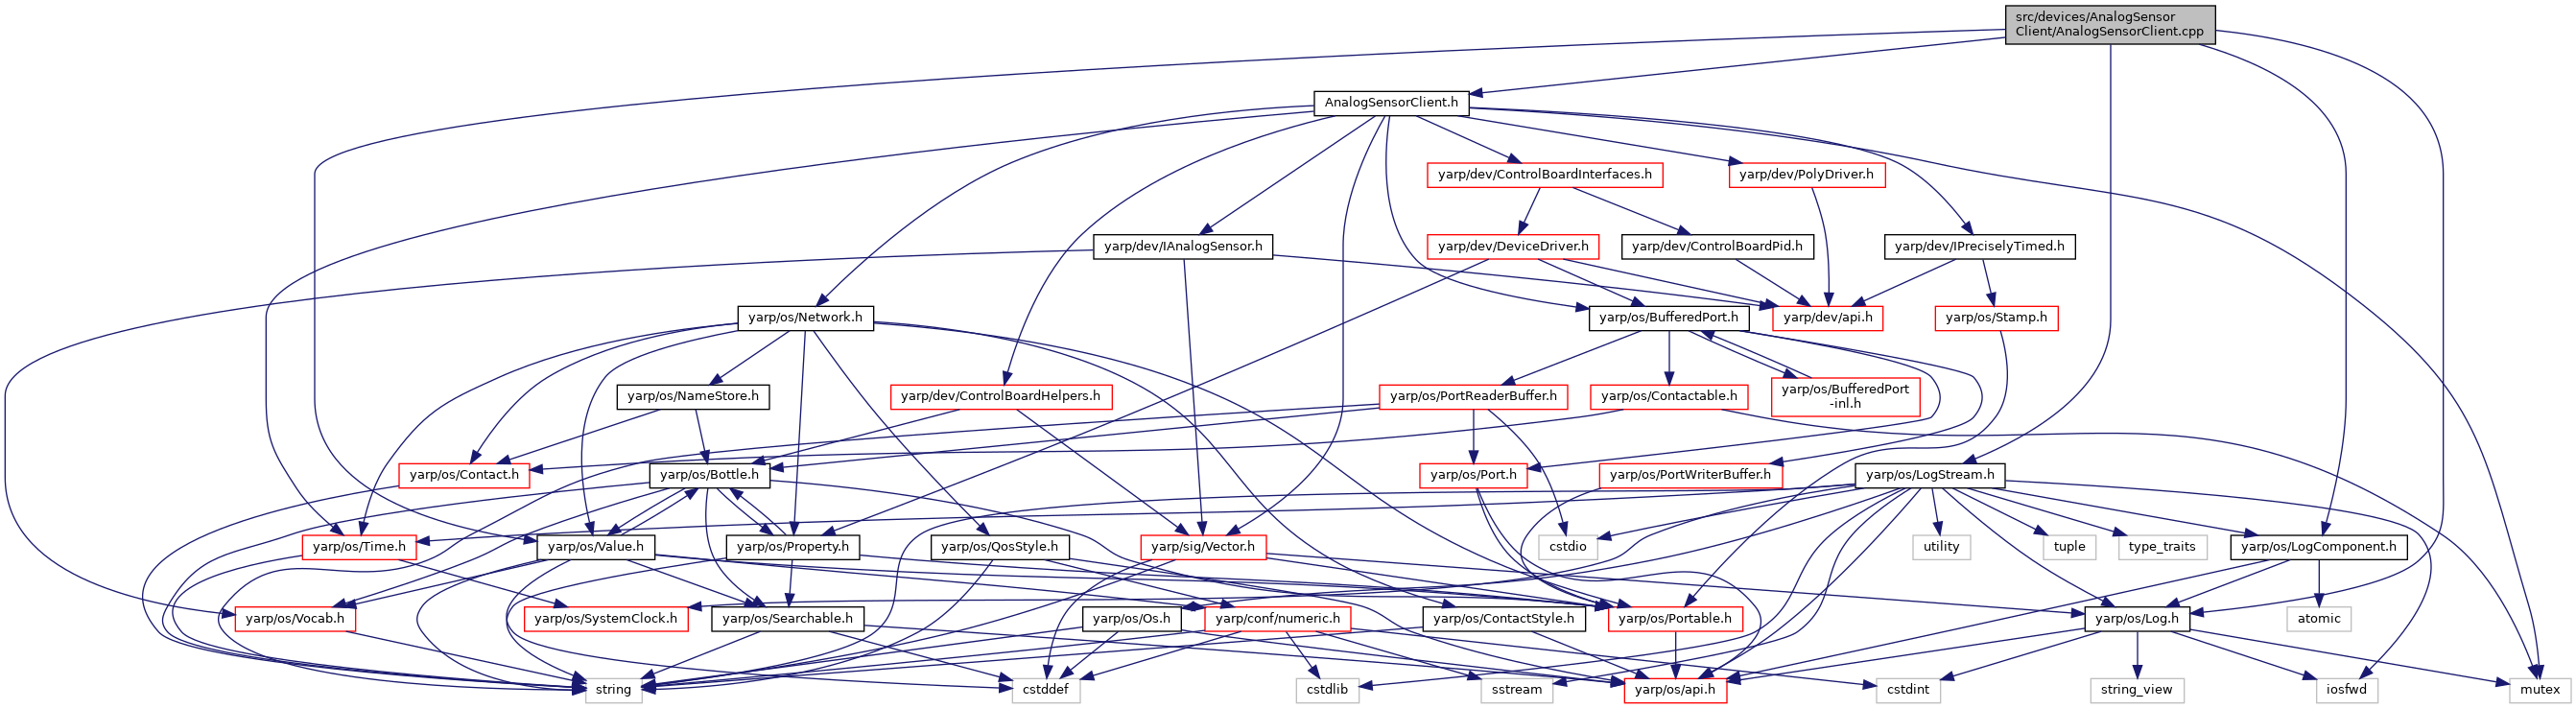 src/devices/AnalogSensor
Client/AnalogSensorClient.cpp
AnalogSensorClient.h
yarp/dev/ControlBoardInterfaces.h
yarp/dev/PolyDriver.h
yarp/dev/IAnalogSensor.h
yarp/dev/DeviceDriver.h
yarp/dev/ControlBoardPid.h
yarp/dev/IPreciselyTimed.h
yarp/os/Network.h
yarp/os/BufferedPort.h
yarp/dev/api.h
yarp/os/Stamp.h
yarp/os/NameStore.h
yarp/dev/ControlBoardHelpers.h
yarp/os/PortReaderBuffer.h
yarp/os/Contactable.h
yarp/os/BufferedPort
-inl.h
yarp/os/Contact.h
yarp/os/Bottle.h
yarp/os/Port.h
yarp/os/PortWriterBuffer.h
yarp/os/LogStream.h
yarp/os/Time.h
yarp/os/Value.h
yarp/os/Property.h
yarp/os/QosStyle.h
yarp/sig/Vector.h
cstdio
utility
tuple
type_traits
yarp/os/LogComponent.h
yarp/os/Vocab.h
yarp/os/SystemClock.h
yarp/os/Searchable.h
yarp/os/Os.h
yarp/conf/numeric.h
yarp/os/ContactStyle.h
yarp/os/Portable.h
yarp/os/Log.h
atomic
string
cstddef
cstdlib
sstream
yarp/os/api.h
cstdint
string_view
iosfwd
mutex